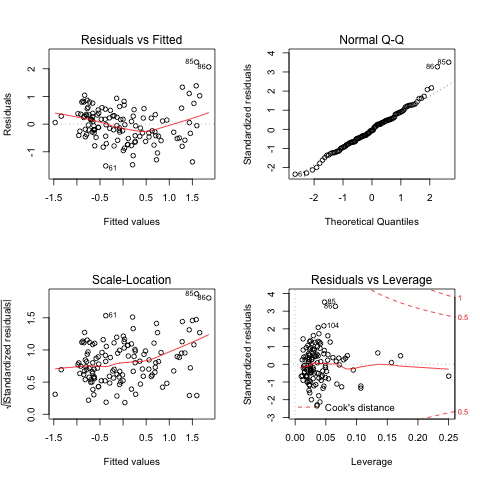 Residuals vs Fitted
Residuals
-1 0 1 2
85
86
61
-1.5 -0.5 0.5 1.5
Fitted values
Normal Q-Q
Standardized residuals
-2 -1 0 1 2 3 4
85
86
61
-2 -1 0 1 2
Theoretical Quantiles
Scale-Location
√|Standardized residuals|
0.0 0.5 1.0 1.5
85
86
61
-1.5 -0.5 0.5 1.5
Fitted values
Residuals vs Leverage
Standardized residuals
-3 -2 -1 0 1 2 3 4
85
86
104
1
0.5
0.5
Cook's distance
0.00 0.05 0.10 0.15 0.20 0.25
Leverage